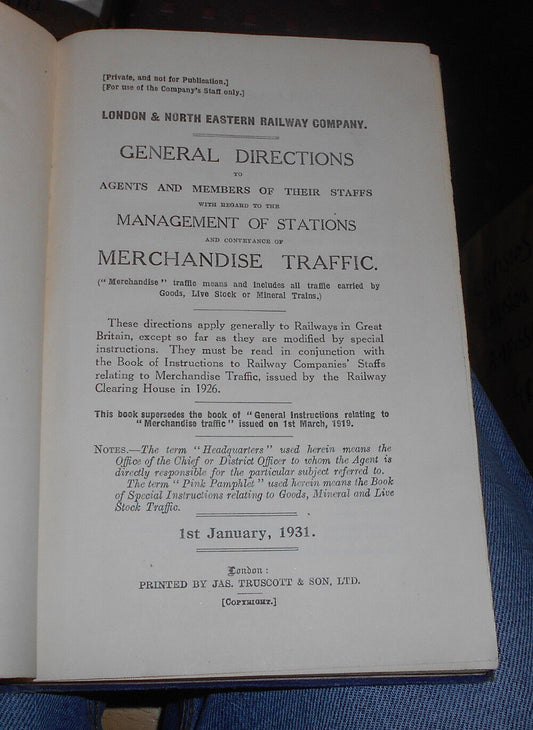 [Private, and not for Publication.]
[For use of the Company's Staff only.]
LONDON & NORTH EASTERN RAILWAY COMPANY.
GENERAL DIRECTIONS
TO
AGENTS AND MEMBERS OF THEIR STAFFS
WITH REGARD TO THE
MANAGEMENT OF STATIONS
AND CONVEYANCE OF
MERCHANDISE TRAFFIC.
("Merchandise" traffic means and includes all traffic carried by
Goods, Live Stock or Mineral Trains.)
These directions apply generally to Railways in Great
Britain, except so far as they are modified by special
instructions. They must be read in conjunction with
the Book of Instructions to Railway Companies' Staffs
relating to Merchandise Traffic, issued by the Railway
Clearing House in 1926.
This book supersedes the book of "General Instructions relating to
"Merchandise traffic" issued on 1st March, 1919.
NOTES.—The term "Headquarters" used herein means the
Office of the Chief or District Officer to whom the Agent is
directly responsible for the particular subject referred to.
The term "Pink Pamphlet" used herein means the Book
of Special Instructions relating to Goods, Mineral and Live
Stock Traffic.
1st January, 1931.
London:
PRINTED BY JAS. TRUSCOTT & SON, LTD.
[COPYRIGHT.]